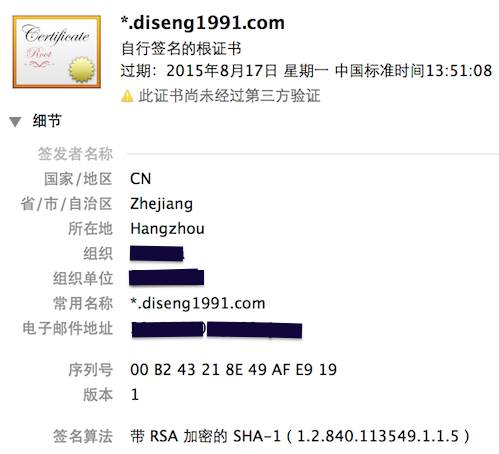 Certificate
Root
*.diseng1991.com
自行签名的根证书
过期：2015年8月17日 星期一 中国标准时间13:51:08
此证书尚未经过第三方验证
细节
签发者名称
国家/地区 CN
省/市/自治区 Zhejiang
所在地 Hangzhou
组织
组织单位
常用名称 *.diseng1991.com
电子邮件地址
序列号 00 B2 43 21 8E 49 AF E9 19
版本 1
签名算法 带 RSA 加密的 SHA-1 ( 1.2.840.113549.1.1.5 )